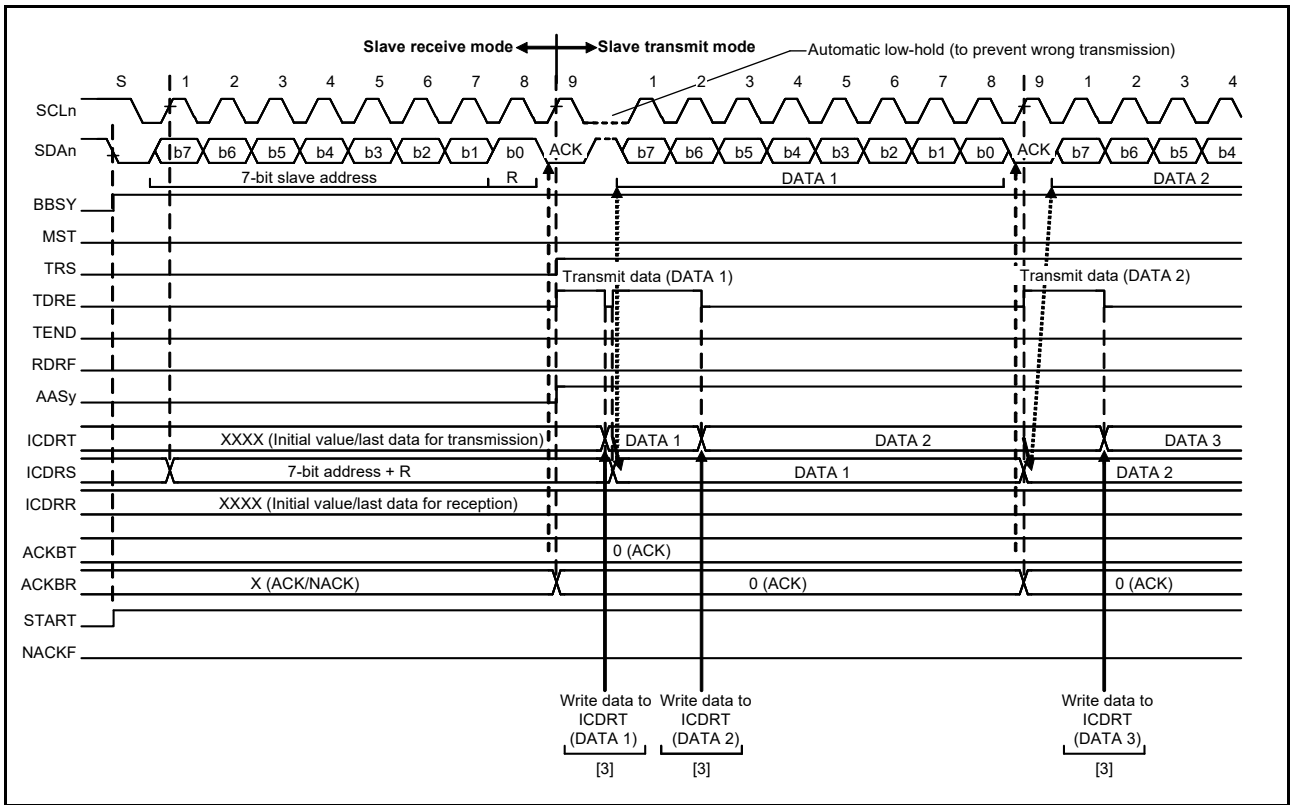 Slave receive mode Slave transmit mode Automatic low-hold (to prevent wrong transmission)
S 1 2 3 4 5 6 7 8 9 1 2 3 4 5 6 7 8 9 1 2 3 4
SCLn
SDAn b7 b6 b5 b4 b3 b2 b1 b0 ACK b7 b6 b5 b4 b3 b2 b1 b0 ACK b7 b6 b5 b4
7-bit slave address R DATA 1 DATA 2
BBSY
MST
TRS
Transmit data (DATA 1) Transmit data (DATA 2)
TDRE
TEND
RDRF
AASy
ICDRT XXXX (Initial value/last data for transmission) DATA 1 DATA 2 DATA 3
ICDRS 7-bit address + R DATA 1 DATA 2
ICDRR XXXX (Initial value/last data for reception)
ACKBT 0 (ACK)
ACKBR X (ACK/NACK) 0 (ACK) 0 (ACK)
START
NACKF
Write data to
ICDRT
(DATA 1)
[3]
Write data to
ICDRT
(DATA 2)
[3]
Write data to
ICDRT
(DATA 3)
[3]